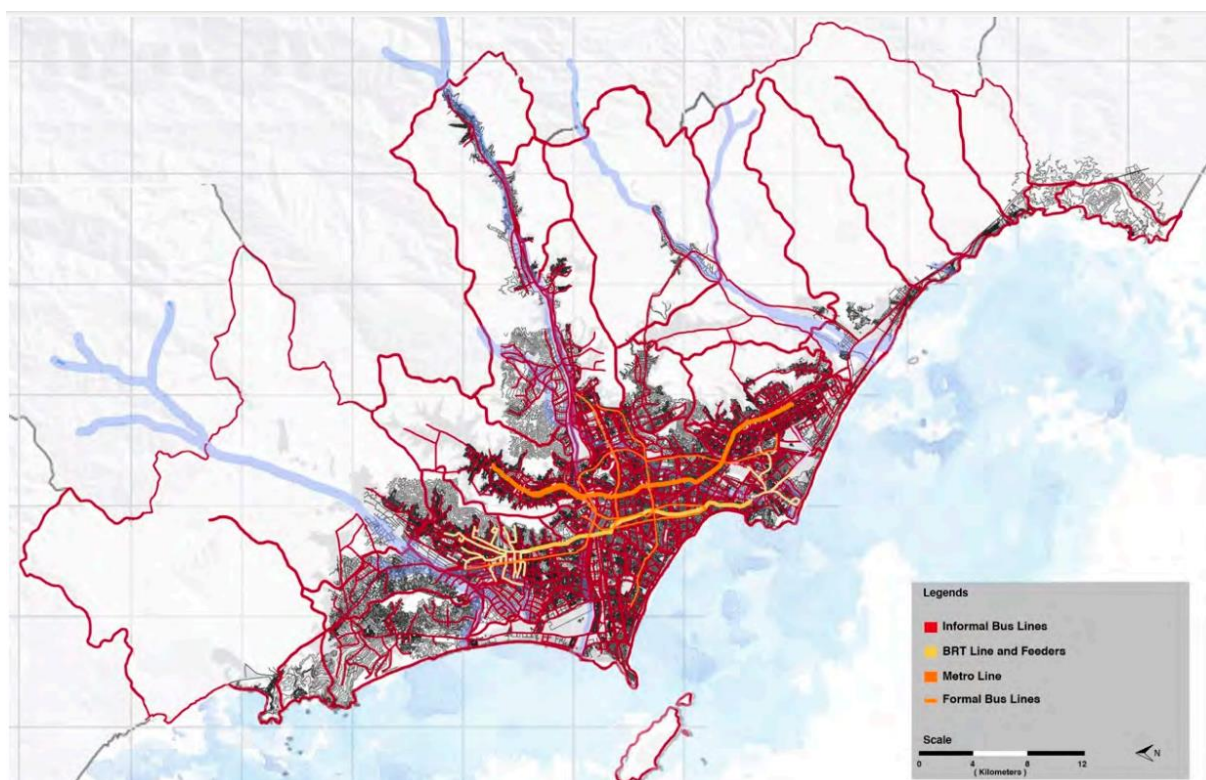 Legends
Informal Bus Lines
BRT Line and Feeders
Metro Line
Formal Bus Lines
Scale
N
0 4 8 12
( Kilometers )